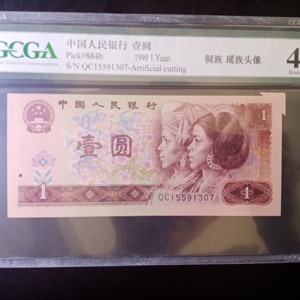 GCGA
中国人民银行 壹圆
Pick#884b 1990 1 Yuan
S/N QC15591307-Artificial cutting
侗族 瑶族头像
4
中国人民银行
壹圆
1
1
1
QC15591307